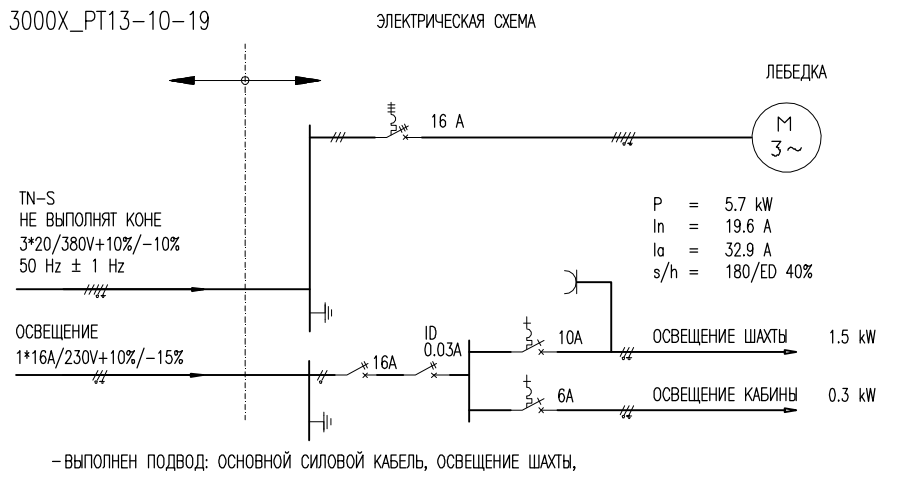 3000X_PT13-10-19
ЭЛЕКТРИЧЕСКАЯ СХЕМА
ЛЕБЕДКА
M
3~
16 A
TN-S
НЕ ВЫПОЛНЯТ КОНЕ
3*20/380V+10%/-10%
50 Hz ± 1 Hz
P = 5.7 kW
In = 19.6 A
Ia = 32.9 A
s/h = 180/ED 40%
ОСВЕЩЕНИЕ
1*16A/230V+10%/-15%
16A
ID
0.03A
10A
ОСВЕЩЕНИЕ ШАХТЫ 1.5 kW
6A
ОСВЕЩЕНИЕ КАБИНЫ 0.3 kW
-ВЫПОЛНЕН ПОДВОД: ОСНОВНОЙ СИЛОВОЙ КАБЕЛЬ, ОСВЕЩЕНИЕ ШАХТЫ,